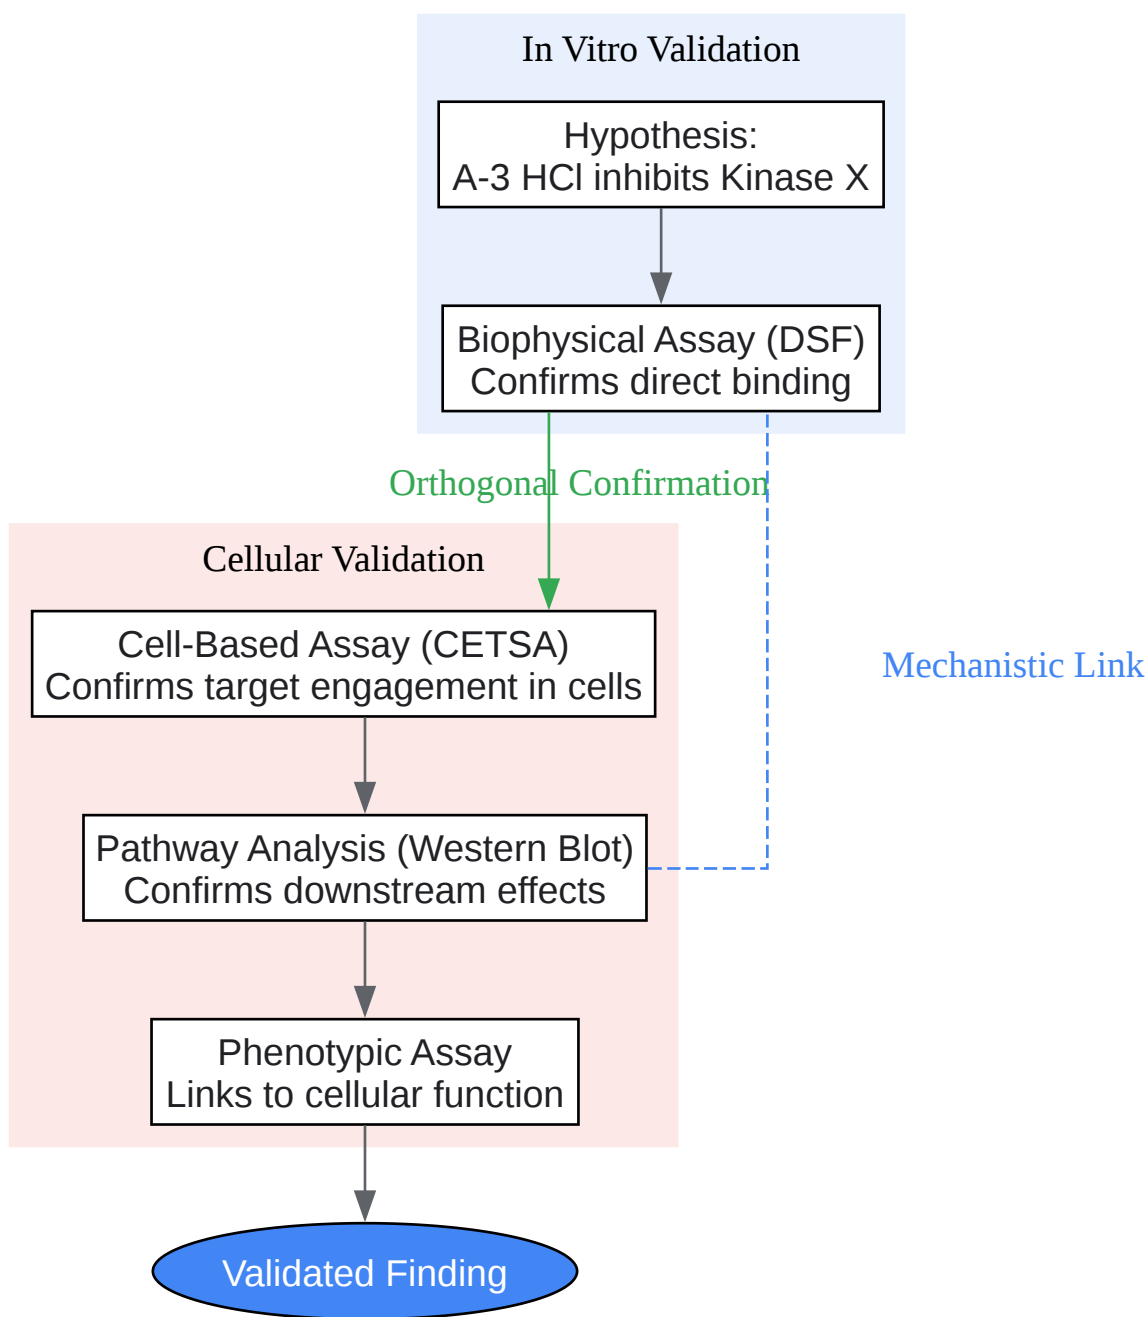 In Vitro Validation
Hypothesis:
A-3 HCl inhibits Kinase X
Biophysical Assay (DSF)
Confirms direct binding
Orthogonal Confirmation
Cellular Validation
Cell-Based Assay (CETSA)
Confirms target engagement in cells
Mechanistic Link
Pathway Analysis (Western Blot)
Confirms downstream effects
Phenotypic Assay
Links to cellular function
Validated Finding